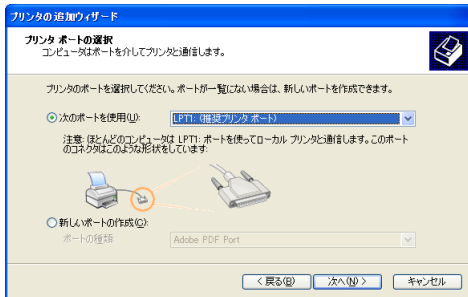 プリンタの追加ウィザード
プリンタ ポートの選択
コンピュータはポートを介してプリンタと通信します。
プリンタのポートを選択してください。ポートが一覧にない場合は、新しいポートを作成できます。
次のポートを使用(U):
LPT1: (推奨プリンタ ポート)
注意: ほとんどのコンピュータは LPT1: ポートを使ってローカル プリンタと通信します。このポート
のコネクタはこのような形状をしています:
新しいポートの作成(C):
ポートの種類
Adobe PDF Port
< 戻る(B)
次へ(N) >
キャンセル